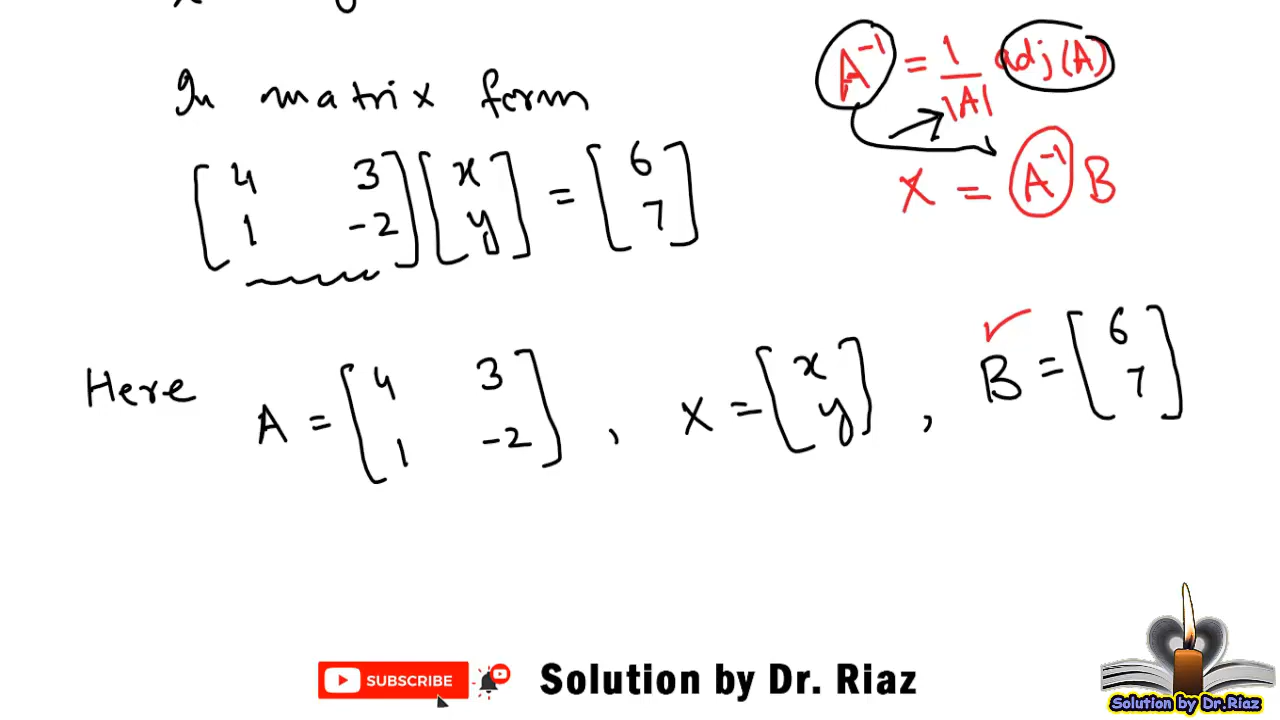 In matrix form
[4 3
1 -2] [x
y] = [6
7]
A⁻¹ = 1/|A| adj(A)
X = A⁻¹ B
Here A = [4 3
1 -2] , X = [x
y] , B = [6
7]
SUBSCRIBE
Solution by Dr. Riaz
Solution by Dr.Riaz